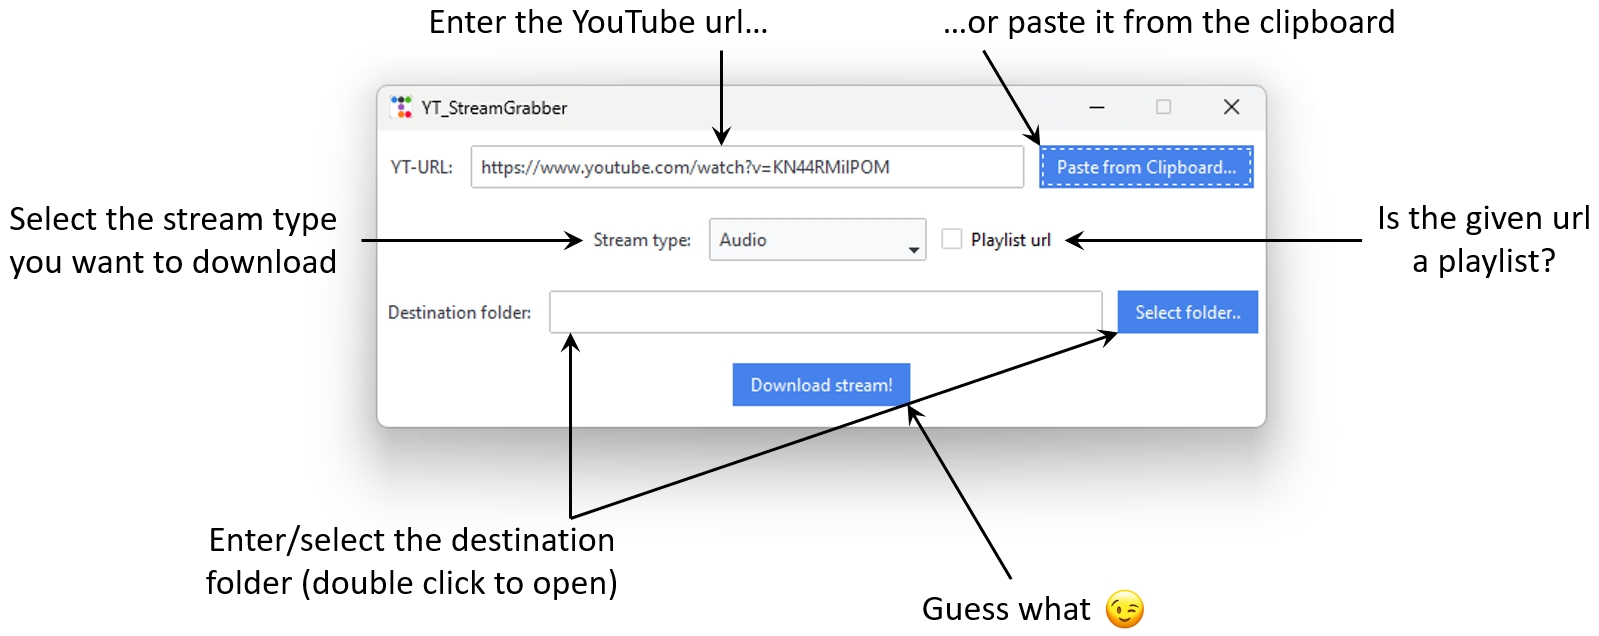 Enter the YouTube url...
...or paste it from the clipboard
YT_StreamGrabber
YT-URL:
https://www.youtube.com/watch?v=KN44RMiIPOM
Paste from Clipboard...
Select the stream type
you want to download
Stream type:
Audio
Playlist url
Is the given url
a playlist?
Destination folder:
Select folder..
Download stream!
Enter/select the destination
folder (double click to open)
Guess what 😉